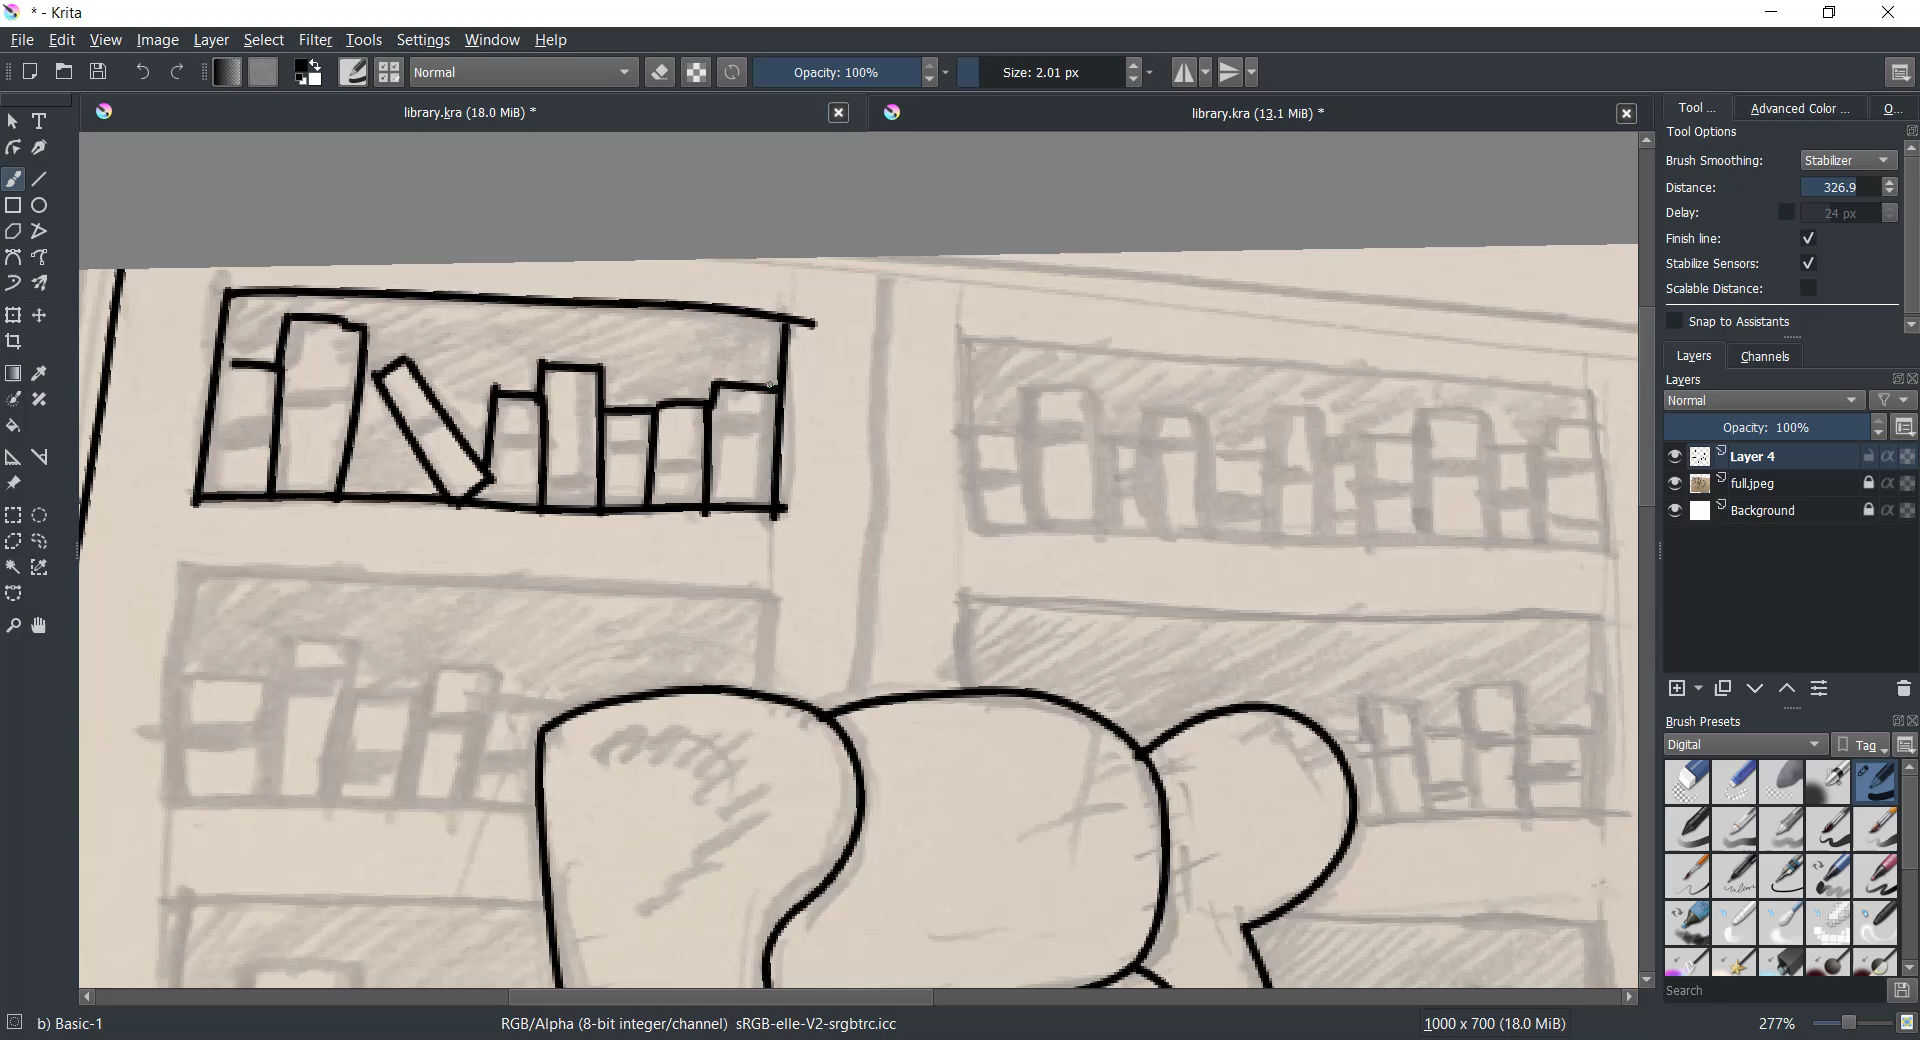 * - Krita
File Edit View Image Layer Select Filter Tools Settings Window Help
Normal Opacity: 100% Size: 2.01 px
library.kra (18.0 MiB) * library.kra (13.1 MiB) *
Tool ... Advanced Color ... O...
Tool Options
Brush Smoothing: Stabilizer
Distance: 326.9
Delay: 24 px
Finish line:
Stabilize Sensors:
Scalable Distance:
Snap to Assistants
Layers Channels
Layers
Normal
Opacity: 100%
Layer 4
full.jpeg
Background
Brush Presets
Digital Tag
Search
b) Basic-1 RGB/Alpha (8-bit integer/channel) sRGB-elle-V2-srgbtrc.icc 1000 x 700 (18.0 MiB) 277%